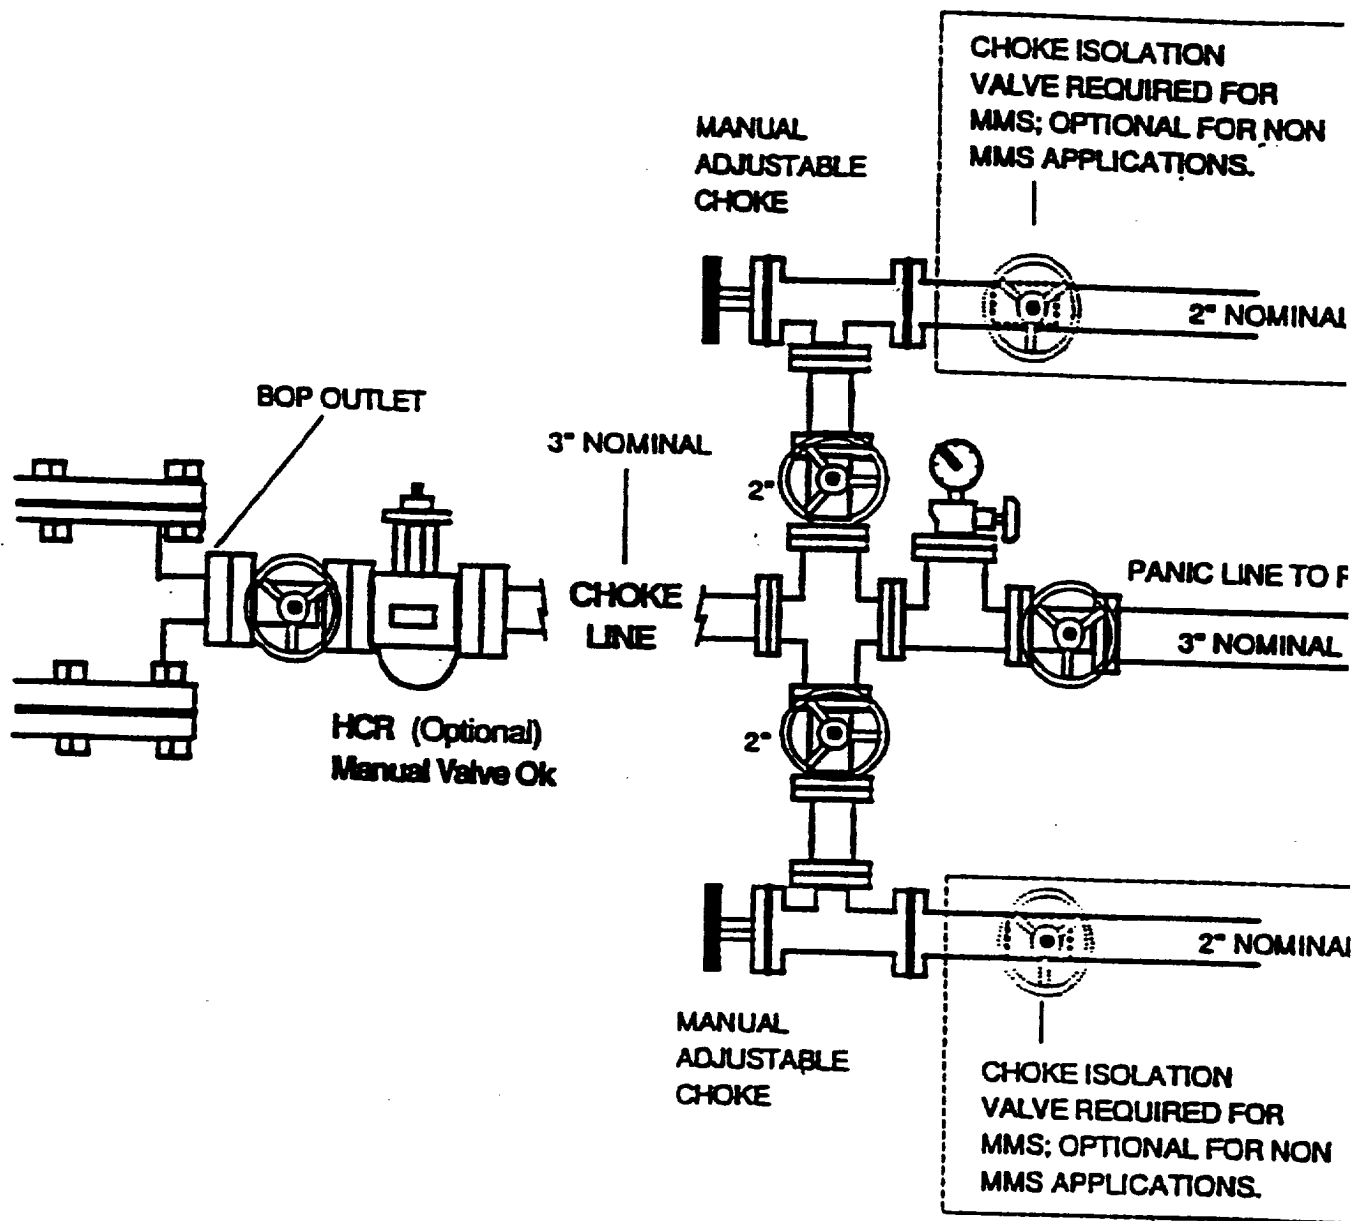 CHOKE ISOLATION
VALVE REQUIRED FOR
MMS; OPTIONAL FOR NON
MMS APPLICATIONS.
MANUAL
ADJUSTABLE
CHOKE
2" NOMINAL
BOP OUTLET
3" NOMINAL
2"
PANIC LINE TO
CHOKE
LINE
3" NOMINAL
HCR (Optional)
Manual Valve Ok
2"
2" NOMINAL
MANUAL
ADJUSTABLE
CHOKE
CHOKE ISOLATION
VALVE REQUIRED FOR
MMS; OPTIONAL FOR NON
MMS APPLICATIONS.